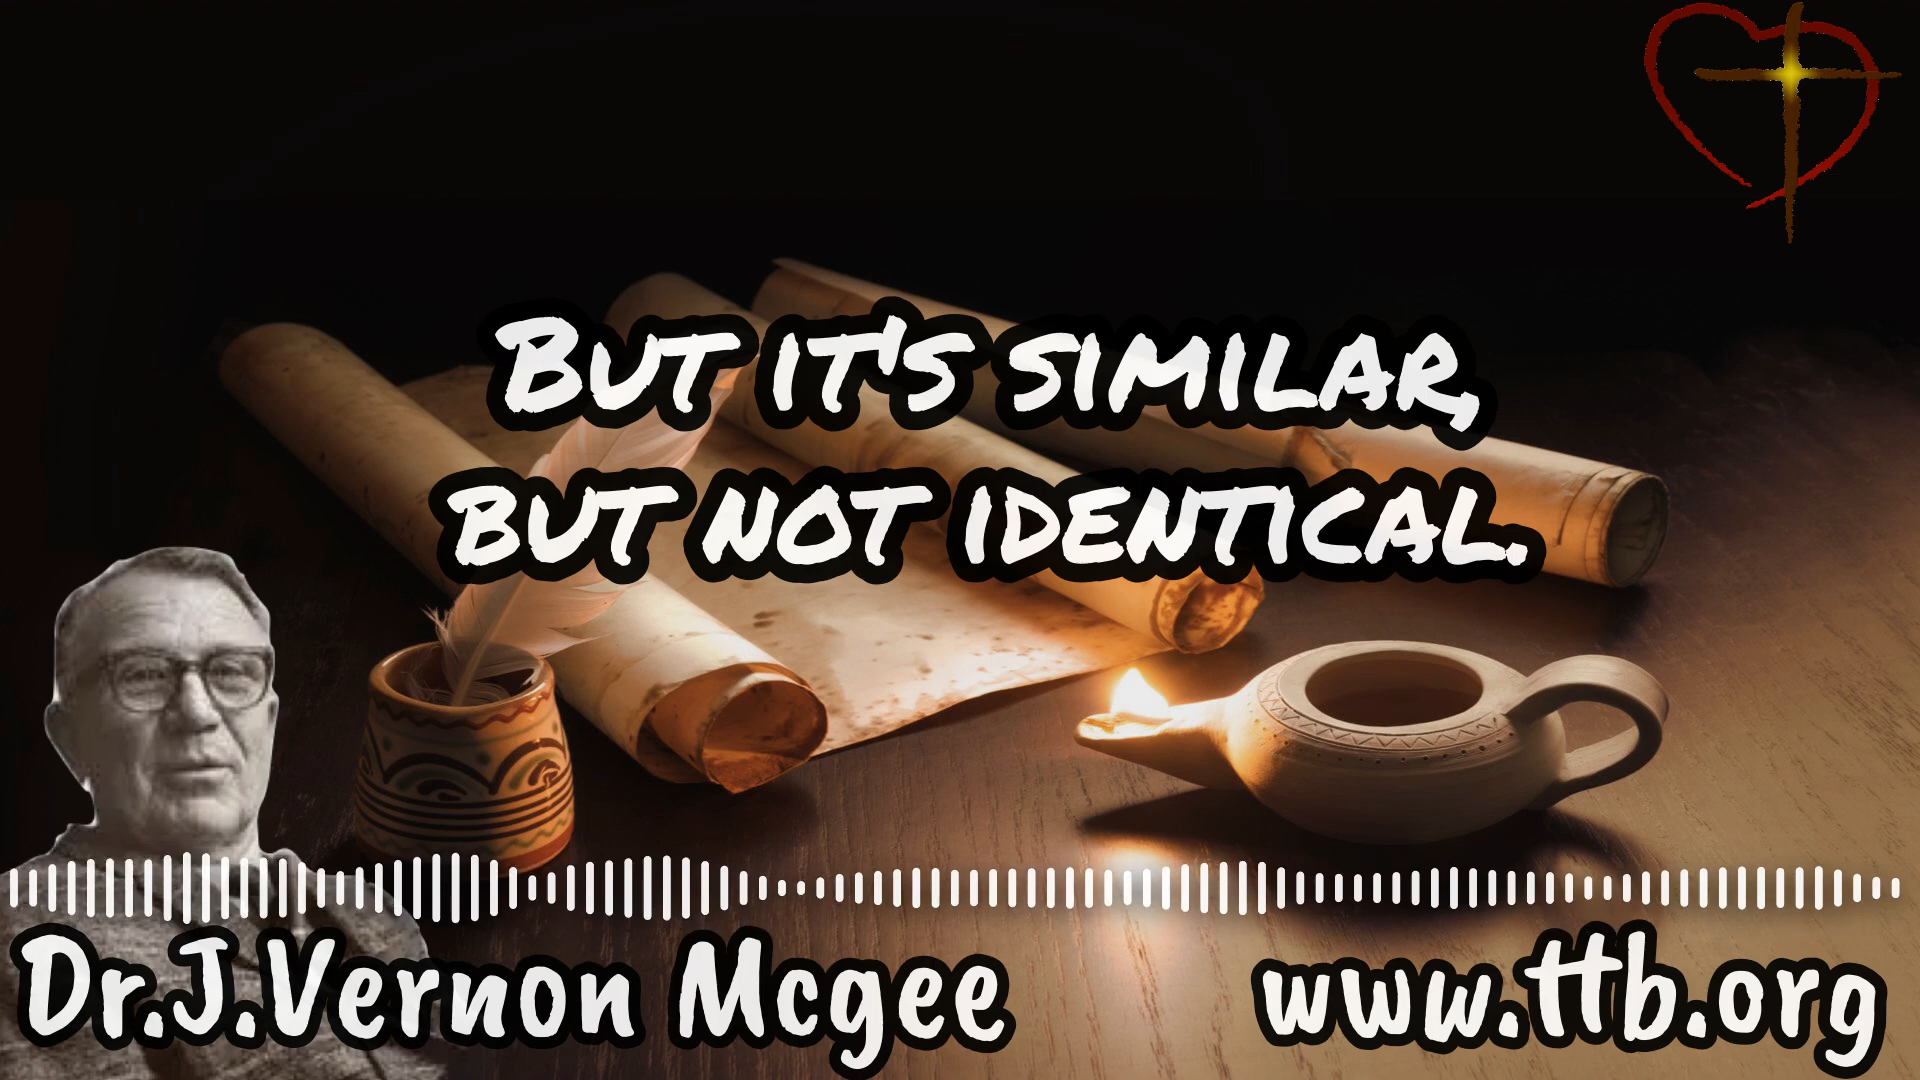 But it's similar,
but not identical.
Dr.J.Vernon Mcgee
www.ttb.org